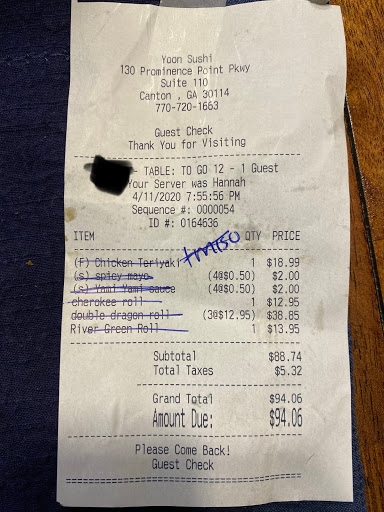 Yoon Sushi
130 Prominence Point Pkwy
Suite 110
Canton , GA 30114
770-720-1663
Guest Check
Thank You for Visiting
TABLE: TO GO 12 - 1 Guest
Your Server was Hannah
4/11/2020 7:55:56 PM
Sequence #: 0000054
ID #: 0164636
ITEM QTY PRICE
+MISO
(F) Chicken Teriyaki 1 $18.99
(s) spicy mayo (4@$0.50) $2.00
(s) Yami Yami sauce (4@$0.50) $2.00
cherokee roll 1 $12.95
double dragon roll (3@$12.95) $38.85
River Green Roll 1 $13.95
Subtotal $88.74
Total Taxes $5.32
Grand Total $94.06
Amount Due: $94.06
Please Come Back!
Guest Check